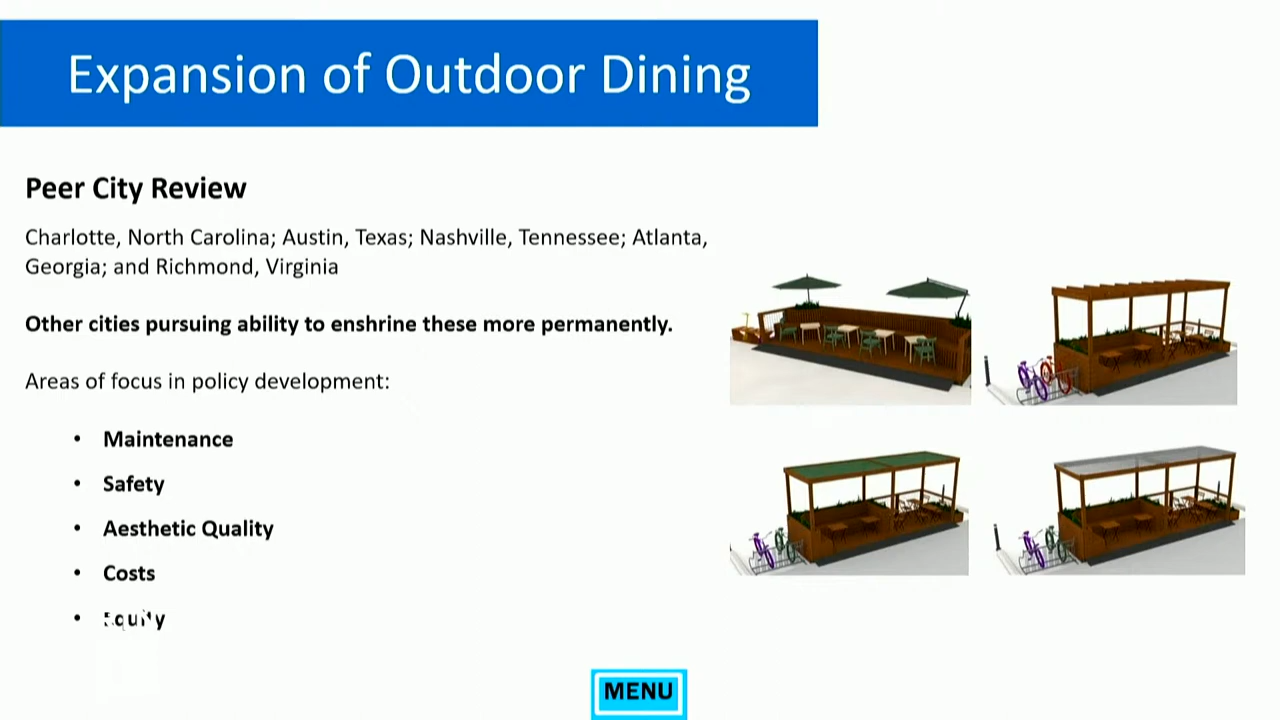 Expansion of Outdoor Dining
Peer City Review
Charlotte, North Carolina; Austin, Texas; Nashville, Tennessee; Atlanta,
Georgia; and Richmond, Virginia
Other cities pursuing ability to enshrine these more permanently.
Areas of focus in policy development:
• Maintenance
• Safety
• Aesthetic Quality
• Costs
• Equity
MENU